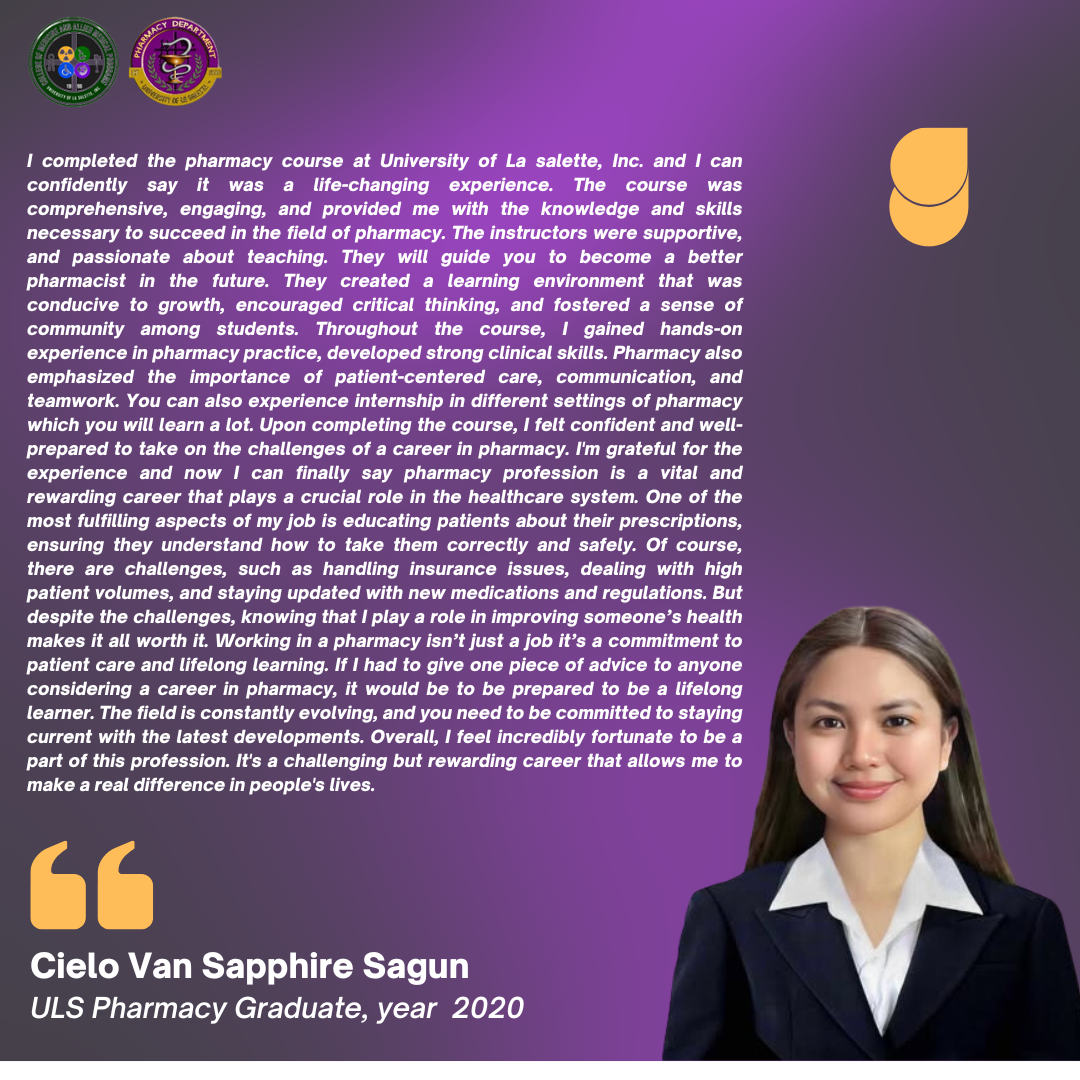 PHARMACY DEPARTMENT
UNIVERSITY OF LA SALETTE
UNIVERSITY OF LA SALETTE, INC.
I completed the pharmacy course at University of La salette, Inc. and I can
confidently say it was a life-changing experience. The course was
comprehensive, engaging, and provided me with the knowledge and skills
necessary to succeed in the field of pharmacy. The instructors were supportive,
and passionate about teaching. They will guide you to become a better
pharmacist in the future. They created a learning environment that was
conducive to growth, encouraged critical thinking, and fostered a sense of
community among students. Throughout the course, I gained hands-on
experience in pharmacy practice, developed strong clinical skills. Pharmacy also
emphasized the importance of patient-centered care, communication, and
teamwork. You can also experience internship in different settings of pharmacy
which you will learn a lot. Upon completing the course, I felt confident and well-
prepared to take on the challenges of a career in pharmacy. I'm grateful for the
experience and now I can finally say pharmacy profession is a vital and
rewarding career that plays a crucial role in the healthcare system. One of the
most fulfilling aspects of my job is educating patients about their prescriptions,
ensuring they understand how to take them correctly and safely. Of course,
there are challenges, such as handling insurance issues, dealing with high
patient volumes, and staying updated with new medications and regulations. But
despite the challenges, knowing that I play a role in improving someone’s health
makes it all worth it. Working in a pharmacy isn’t just a job it’s a commitment to
patient care and lifelong learning. If I had to give one piece of advice to anyone
considering a career in pharmacy, it would be to be prepared to be a lifelong
learner. The field is constantly evolving, and you need to be committed to staying
current with the latest developments. Overall, I feel incredibly fortunate to be a
part of this profession. It's a challenging but rewarding career that allows me to
make a real difference in people's lives.
Cielo Van Sapphire Sagun
ULS Pharmacy Graduate, year 2020